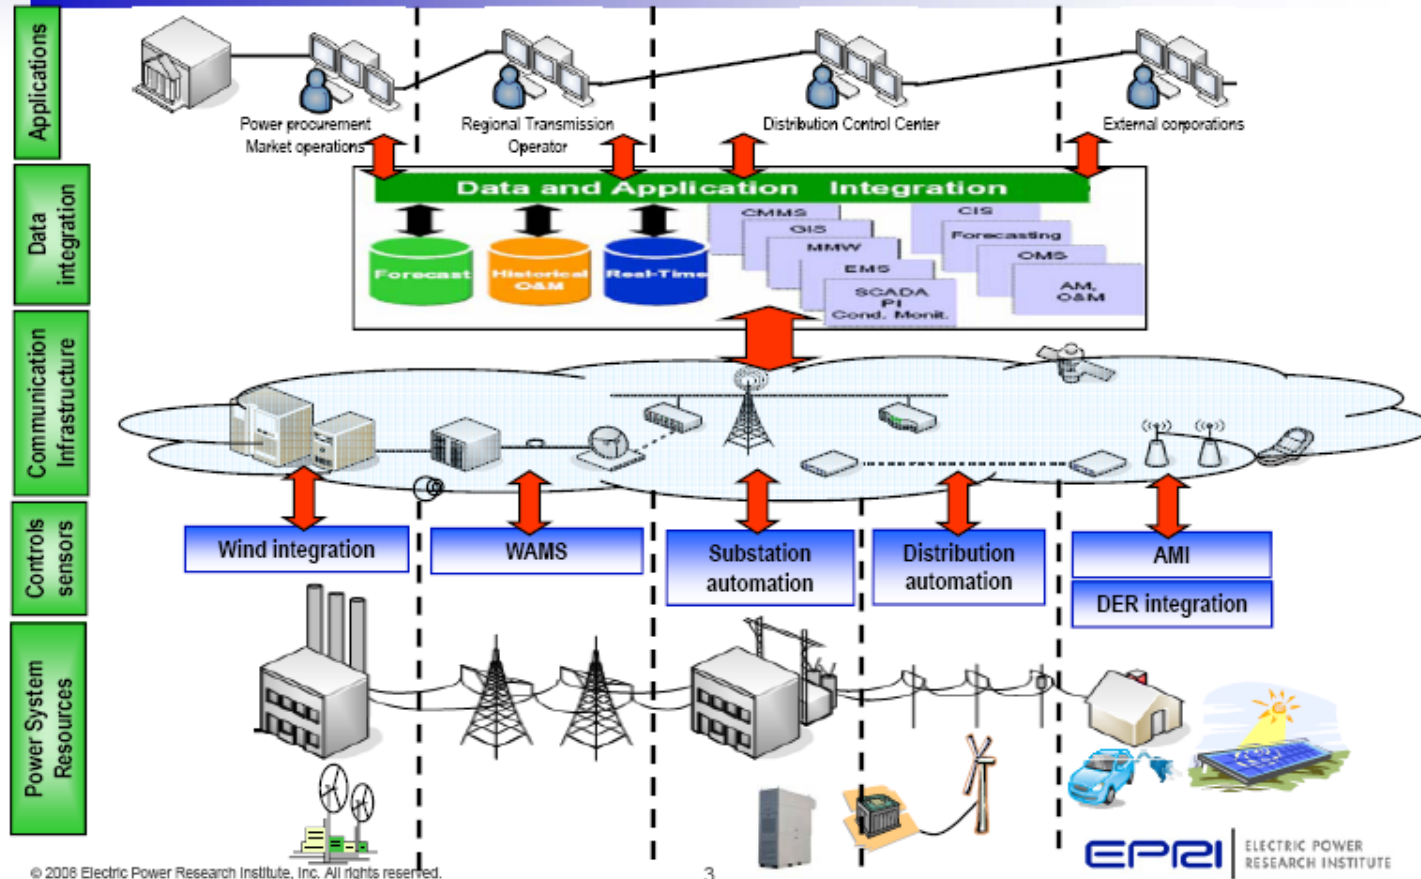 Applications
Power procurement
Market operations
Regional Transmission
Operator
Distribution Control Center
External corporations
Data
integration
Data and Application Integration
Forecast
Historical
O&M
Real-Time
CMMS
GIS
MMW
EMS
SCADA
PI
Cond. Monit.
CIS
Forecasting
OMS
AM,
O&M
Communication
Infrastructure
Controls
sensors
Wind integration
WAMS
Substation
automation
Distribution
automation
AMI
DER integration
Power System
Resources
EPRI
ELECTRIC POWER
RESEARCH INSTITUTE
© 2008 Electric Power Research Institute, Inc. All rights reserved.
3